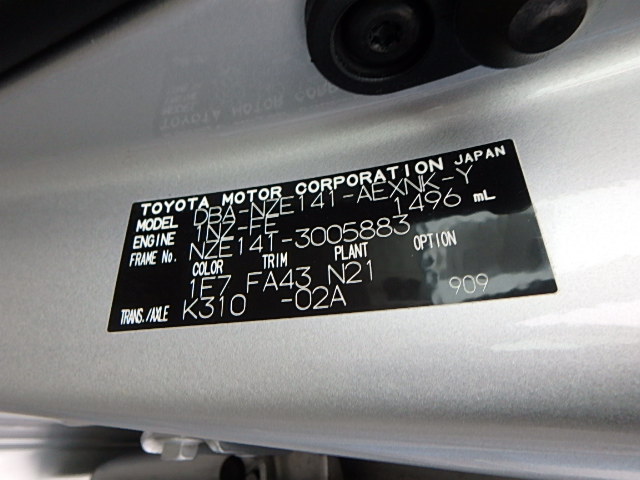 TOYOTA MOTOR CORPORATION JAPAN
MODEL DBA-NZE141-AEXNK-Y
ENGINE 1NZ-FE 1496 mL
FRAME No. NZE141-3005883
COLOR TRIM PLANT OPTION
1E7 FA43 N21
TRANS./AXLE K310 -02A 909